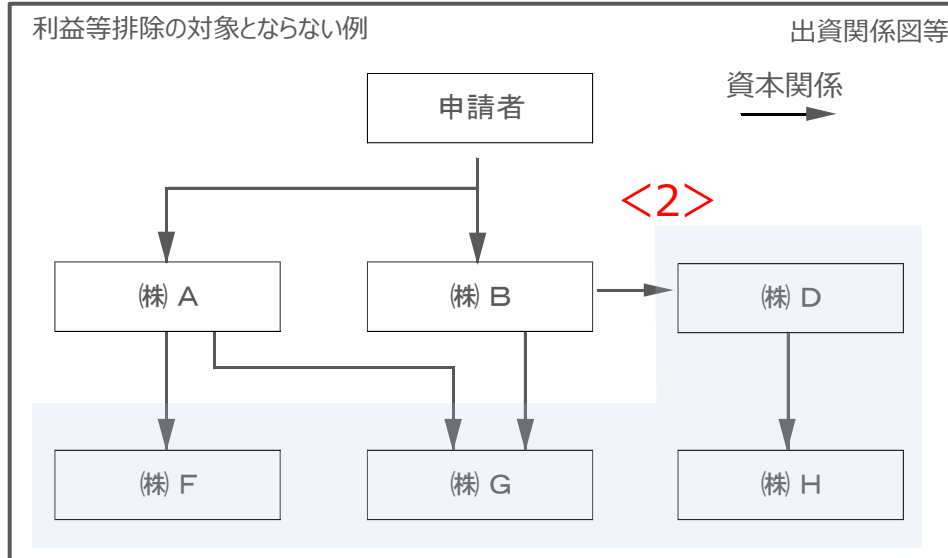 利益等排除の対象とならない例
出資関係図等
資本関係
申請者
<2>
㈱ A
㈱ B
㈱ D
㈱ F
㈱ G
㈱ H